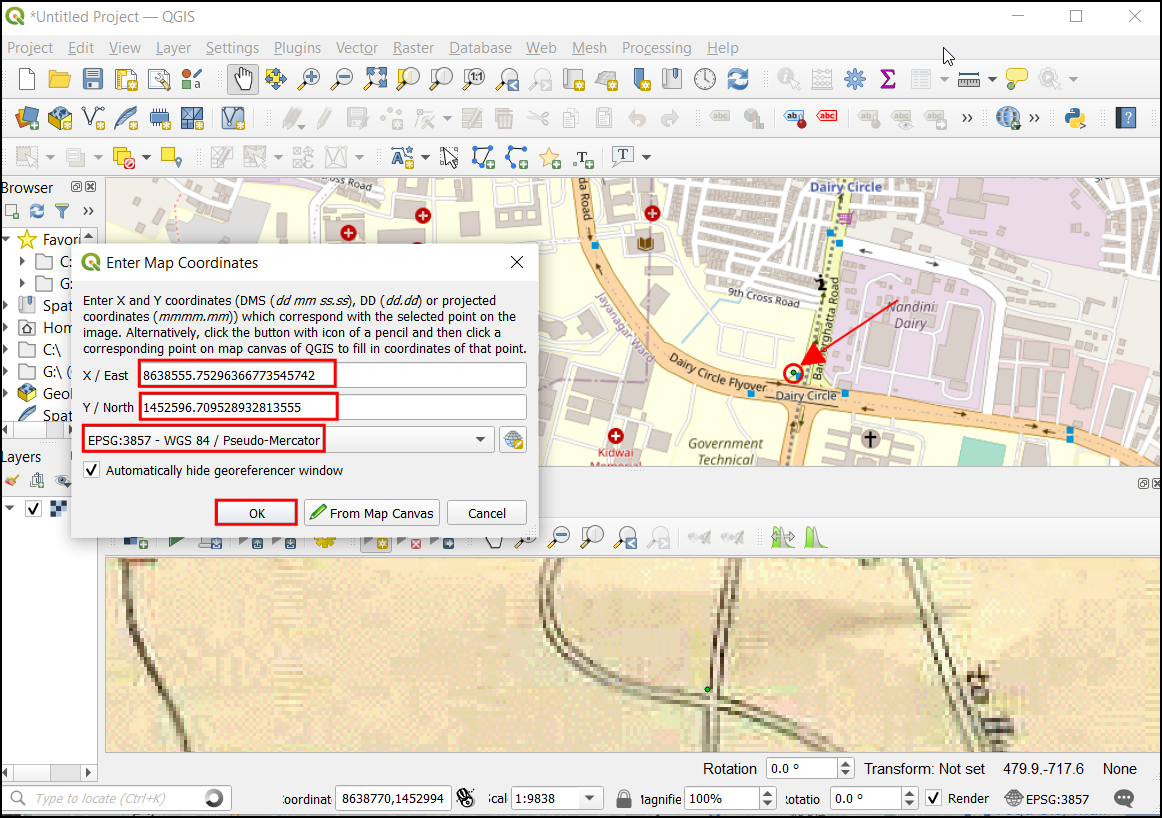 *Untitled Project — QGIS
Project Edit View Layer Settings Plugins Vector Raster Database Web Mesh Processing Help
Browser
Favori
C:
G:
Spat
Hom
C:\
G:\ (
Geo
Spat
Layers
ss Road
da Road
Dairy Circle
9th Cross Road
Jayanagar Ward
Bannerghatta Road
Nandini
Dairy
Dairy Circle Flyover
Dairy Circle
Kidwai
Memorial
Government
Technical
Enter Map Coordinates
Enter X and Y coordinates (DMS (dd mm ss.ss), DD (dd.dd) or projected
coordinates (mmmm.mm)) which correspond with the selected point on the
image. Alternatively, click the button with icon of a pencil and then click a
corresponding point on map canvas of QGIS to fill in coordinates of that point.
X / East 8638555.75296366773545742
Y / North 1452596.709528932813555
EPSG:3857 - WGS 84 / Pseudo-Mercator
Automatically hide georeferencer window
OK From Map Canvas Cancel
Rotation 0.0 ° Transform: Not set 479.9,-717.6 None
Type to locate (Ctrl+K) oordinat 8638770,1452994 cal 1:9838 agnifie 100% otatio 0.0 ° Render EPSG:3857